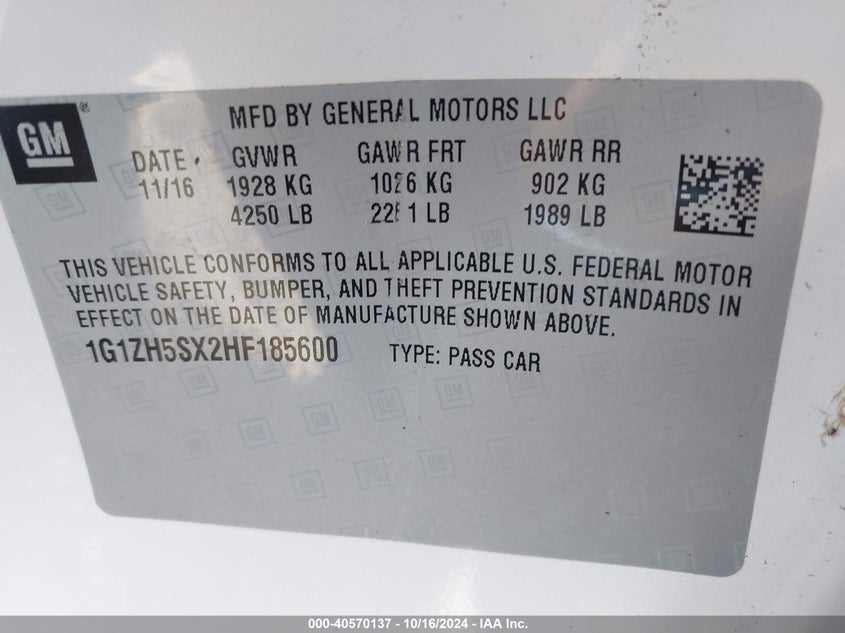 GM
MFD BY GENERAL MOTORS LLC
DATE GVWR GAWR FRT GAWR RR
11/16 1928 KG 1026 KG 902 KG
4250 LB LB 1989 LB
THIS VEHICLE CONFORMS TO ALL APPLICABLE U.S. FEDERAL MOTOR
VEHICLE SAFETY, BUMPER, AND THEFT PREVENTION STANDARDS IN
EFFECT ON THE DATE OF MANUFACTURE SHOWN ABOVE.
1G1ZH5SX2HF185600 TYPE: PASS CAR
000-40570137 - 10/16/2024 - IAA Inc.